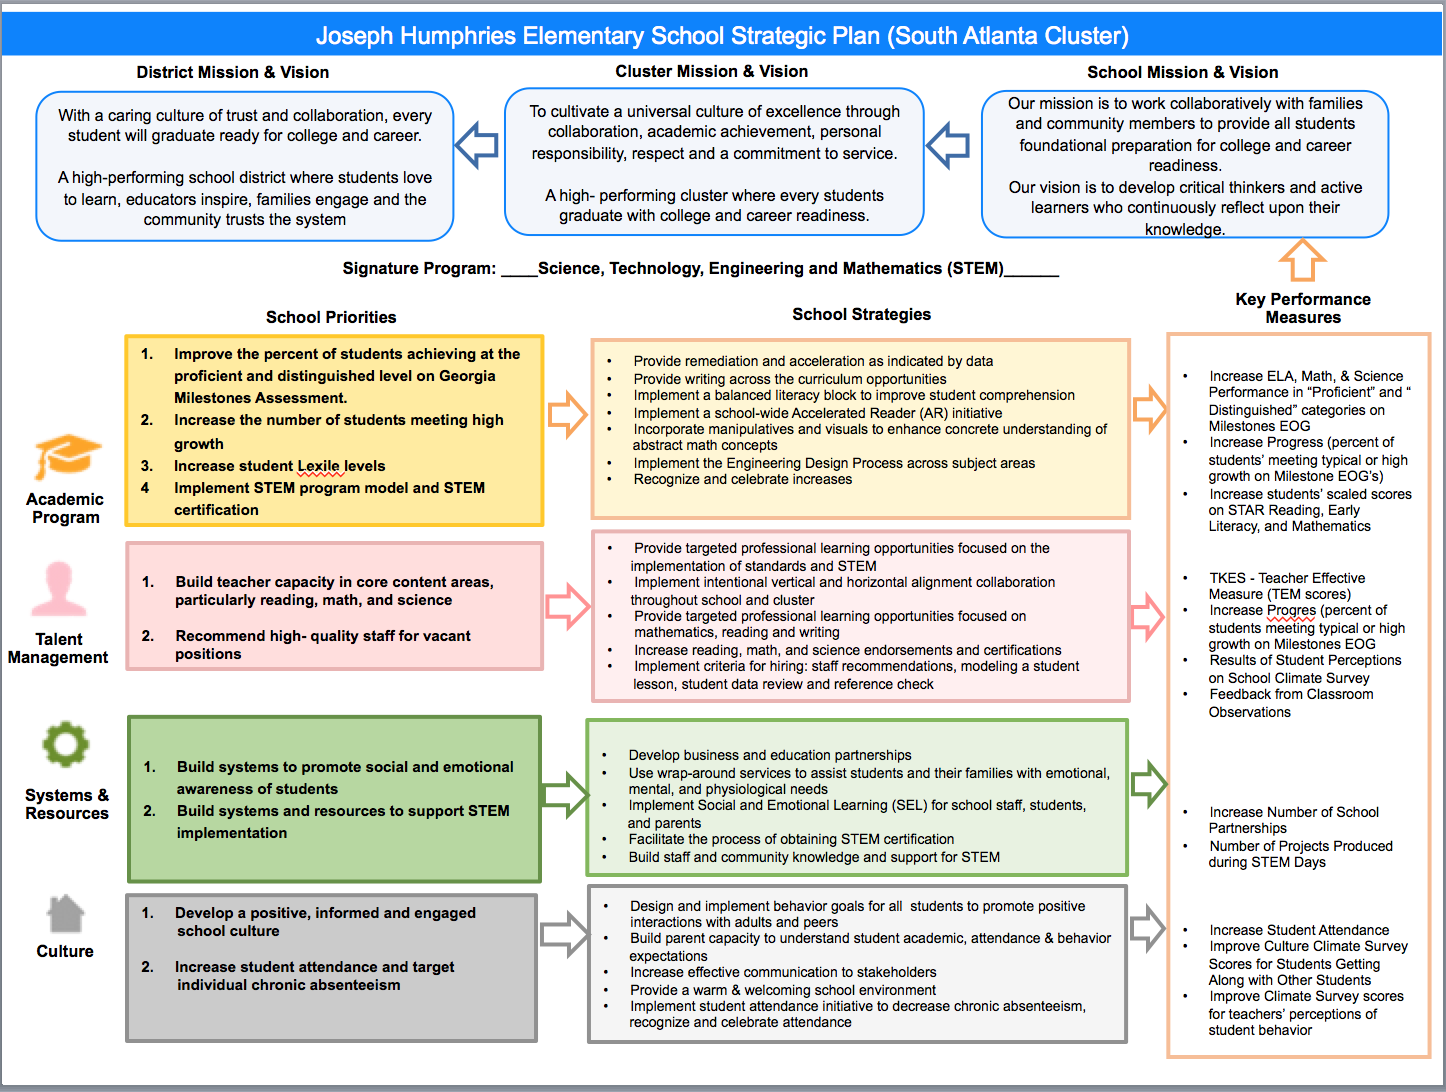 Joseph Humphries Elementary School Strategic Plan (South Atlanta Cluster)
District Mission & Vision
With a caring culture of trust and collaboration, every
student will graduate ready for college and career.
A high-performing school district where students love
to learn, educators inspire, families engage and the
community trusts the system
Cluster Mission & Vision
To cultivate a universal culture of excellence through
collaboration, academic achievement, personal
responsibility, respect and a commitment to service.
A high- performing cluster where every students
graduate with college and career readiness.
School Mission & Vision
Our mission is to work collaboratively with families
and community members to provide all students
foundational preparation for college and career
readiness.
Our vision is to develop critical thinkers and active
learners who continuously reflect upon their
knowledge.
Signature Program: ____Science, Technology, Engineering and Mathematics (STEM)______
School Priorities
School Strategies
Key Performance
Measures
Academic
Program
1. Improve the percent of students achieving at the
proficient and distinguished level on Georgia
Milestones Assessment.
2. Increase the number of students meeting high
growth
3. Increase student Lexile levels
4 Implement STEM program model and STEM
certification
• Provide remediation and acceleration as indicated by data
• Provide writing across the curriculum opportunities
• Implement a balanced literacy block to improve student comprehension
• Implement a school-wide Accelerated Reader (AR) initiative
• Incorporate manipulatives and visuals to enhance concrete understanding of
abstract math concepts
• Implement the Engineering Design Process across subject areas
• Recognize and celebrate increases
• Increase ELA, Math, & Science
Performance in “Proficient” and “
Distinguished” categories on
Milestones EOG
• Increase Progress (percent of
students’ meeting typical or high
growth on Milestone EOG’s)
• Increase students’ scaled scores
on STAR Reading, Early
Literacy, and Mathematics
Talent
Management
1. Build teacher capacity in core content areas,
particularly reading, math, and science
2. Recommend high- quality staff for vacant
positions
• Provide targeted professional learning opportunities focused on the
implementation of standards and STEM
• Implement intentional vertical and horizontal alignment collaboration
throughout school and cluster
• Provide targeted professional learning opportunities focused on
mathematics, reading and writing
• Increase reading, math, and science endorsements and certifications
• Implement criteria for hiring: staff recommendations, modeling a student
lesson, student data review and reference check
• TKES - Teacher Effective
Measure (TEM scores)
• Increase Progres (percent of
students meeting typical or high
growth on Milestones EOG
• Results of Student Perceptions
on School Climate Survey
• Feedback from Classroom
Observations
Systems &
Resources
1. Build systems to promote social and emotional
awareness of students
2. Build systems and resources to support STEM
implementation
• Develop business and education partnerships
• Use wrap-around services to assist students and their families with emotional,
mental, and physiological needs
• Implement Social and Emotional Learning (SEL) for school staff, students,
and parents
• Facilitate the process of obtaining STEM certification
• Build staff and community knowledge and support for STEM
• Increase Number of School
Partnerships
• Number of Projects Produced
during STEM Days
Culture
1. Develop a positive, informed and engaged
school culture
2. Increase student attendance and target
individual chronic absenteeism
• Design and implement behavior goals for all students to promote positive
interactions with adults and peers
• Build parent capacity to understand student academic, attendance & behavior
expectations
• Increase effective communication to stakeholders
• Provide a warm & welcoming school environment
• Implement student attendance initiative to decrease chronic absenteeism,
recognize and celebrate attendance
• Increase Student Attendance
• Improve Culture Climate Survey
Scores for Students Getting
Along with Other Students
• Improve Climate Survey scores
for teachers’ perceptions of
student behavior